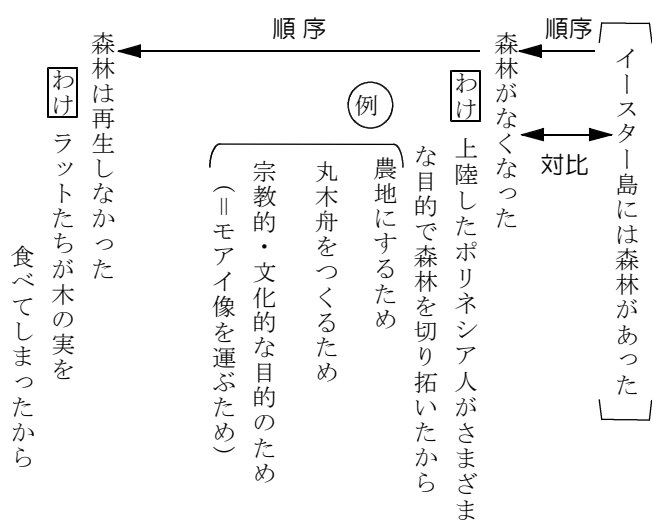 イースター島には森林があった
順序
対比
森林がなくなった
わけ 上陸したポリネシア人がさまざま
な目的で森林を切り拓いたから
例
農地にするため
丸木舟をつくるため
宗教的・文化的な目的のため
(＝モアイ像を運ぶため)
順序
森林は再生しなかった
わけ ラットたちが木の実を
食べてしまったから